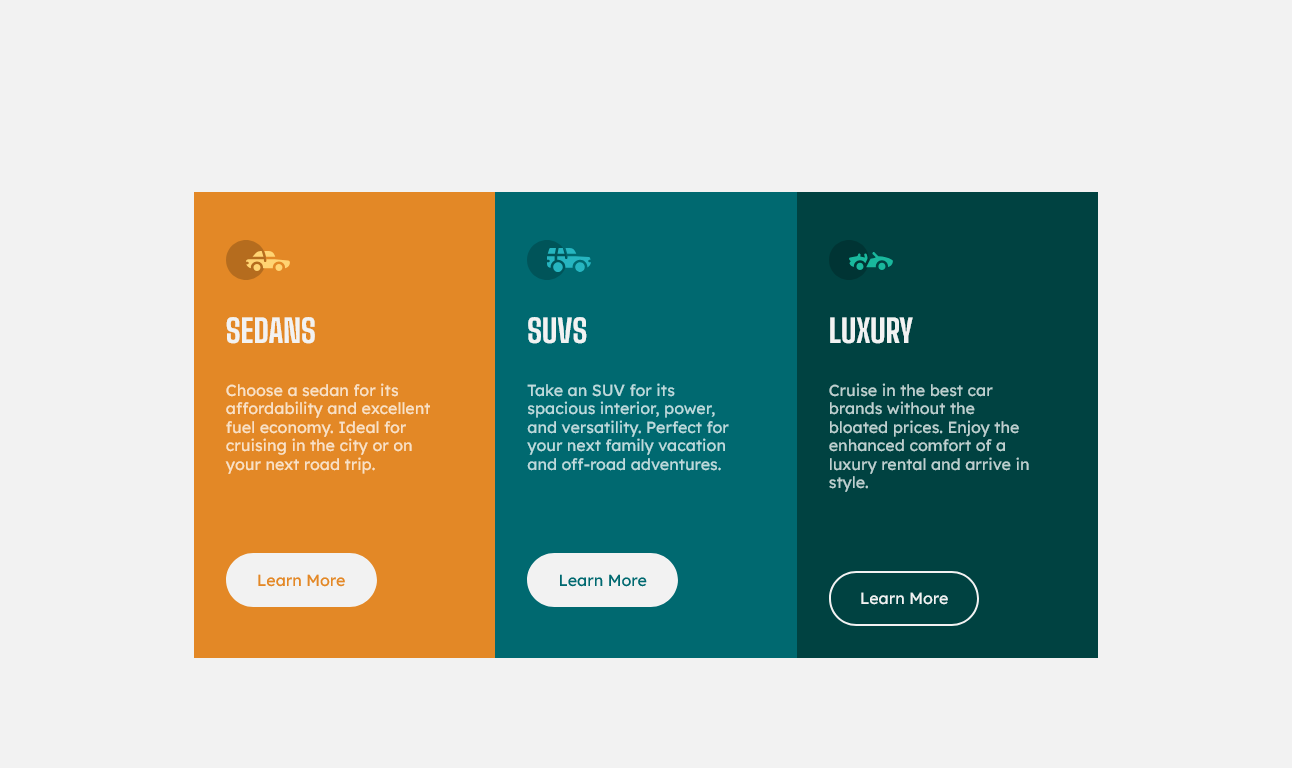 SEDANS
Choose a sedan for its
affordability and excellent
fuel economy. Ideal for
cruising in the city or on
your next road trip.
Learn More
SUVS
Take an SUV for its
spacious interior, power,
and versatility. Perfect for
your next family vacation
and off-road adventures.
Learn More
LUXURY
Cruise in the best car
brands without the
bloated prices. Enjoy the
enhanced comfort of a
luxury rental and arrive in
style.
Learn More